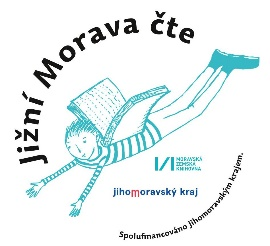 Jižní Morava čte
MORAVSKÁ
ZEMSKÁ
KNIHOVNA
jihomoravský kraj
Spolufinancováno Jihomoravským krajem.